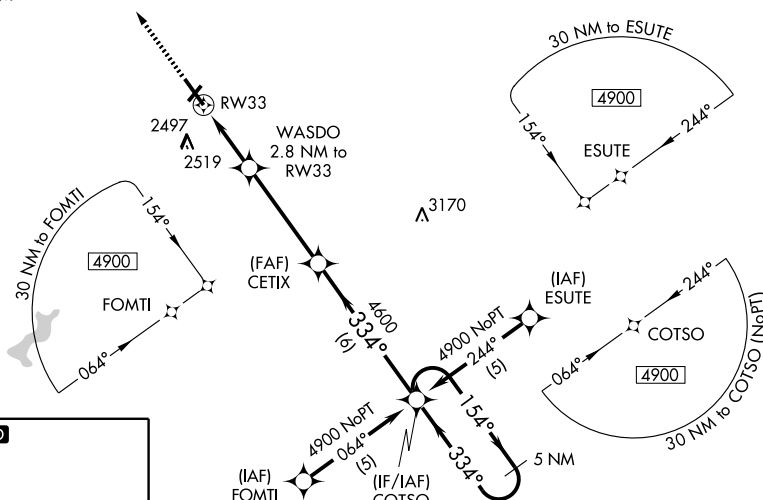 30 NM to ESUTE
4900
154°
244°
ESUTE
RW33
2497
2519
WASDO
2.8 NM to
RW33
3170
30 NM to FOMTI
154°
4900
FOMTI
064°
(FAF)
CETIX
4600
334°
(6)
(IAF)
ESUTE
4900 NoPT
244°
(5)
244°
COTSO
064°
4900
30 NM to COTSO (NoPT)
154°
334°
5 NM
4900 NoPT
064°
(5)
(IAF)
FOMTI
(IF/IAF)
COTSO